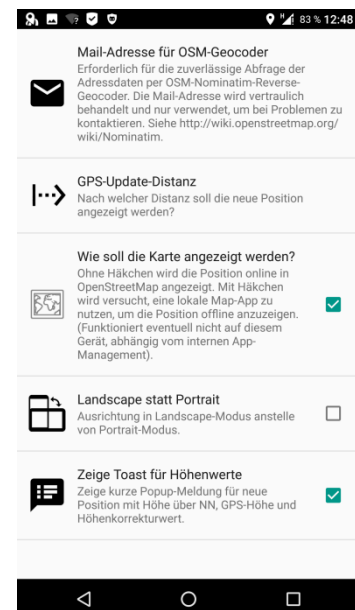 H 83 % 12:48
Mail-Adresse für OSM-Geocoder
Erforderlich für die zuverlässige Abfrage der
Adressdaten per OSM-Nominatim-Reverse-
Geocoder. Die Mail-Adresse wird vertraulich
behandelt und nur verwendet, um bei Problemen zu
kontaktieren. Siehe http://wiki.openstreetmap.org/
wiki/Nominatim.
GPS-Update-Distanz
Nach welcher Distanz soll die neue Position
angezeigt werden?
Wie soll die Karte angezeigt werden?
Ohne Häkchen wird die Position online in
OpenStreetMap angezeigt. Mit Häkchen
wird versucht, eine lokale Map-App zu
nutzen, um die Position offline anzuzeigen.
(Funktioniert eventuell nicht auf diesem
Gerät, abhängig vom internen App-
Management).
Landscape statt Portrait
Ausrichtung in Landscape-Modus anstelle
von Portrait-Modus.
Zeige Toast für Höhenwerte
Zeige kurze Popup-Meldung für neue
Position mit Höhe über NN, GPS-Höhe und
Höhenkorrekturwert.